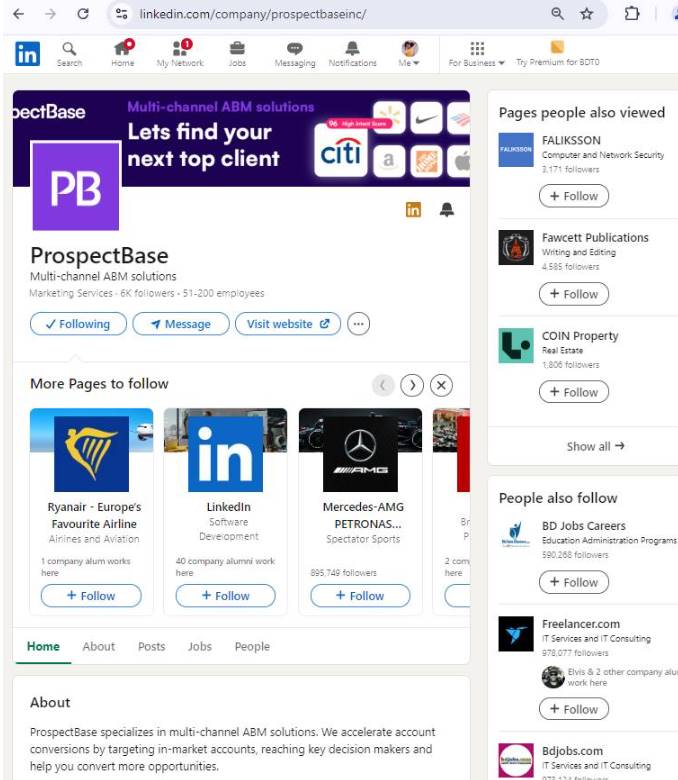 linkedin.com/company/prospectbaseinc/
in
Search
Home
1
My Network
Jobs
Messaging
Notifications
Me
For Business
Try Premium for BDT0
pectBase
Multi-channel ABM solutions
Lets find your
next top client
96 High Intent Score
citi
a
PB
in
ProspectBase
Multi-channel ABM solutions
Marketing Services · 6K followers · 51-200 employees
✓ Following
Message
Visit website
More Pages to follow
Ryanair - Europe's
Favourite Airline
Airlines and Aviation
1 company alum works
here
+ Follow
in
LinkedIn
Software
Development
40 company alumni work
here
+ Follow
AMG
Mercedes-AMG
PETRONAS...
Spectator Sports
895,749 followers
+ Follow
Br
P
2 com
here
Home
About
Posts
Jobs
People
About
ProspectBase specializes in multi-channel ABM solutions. We accelerate account
conversions by targeting in-market accounts, reaching key decision makers and
help you convert more opportunities.
Pages people also viewed
FALIKSSON
FALIKSSON
Computer and Network Security
3,171 followers
+ Follow
Fawcett Publications
Writing and Editing
4,585 followers
+ Follow
COIN Property
Real Estate
1,806 followers
+ Follow
Show all →
People also follow
BD Jobs Careers
Education Administration Programs
590,268 followers
+ Follow
Freelancer.com
IT Services and IT Consulting
978,077 followers
Elvis & 2 other company alu
work here
+ Follow
bdjobs.com
Bdjobs.com
IT Services and IT Consulting